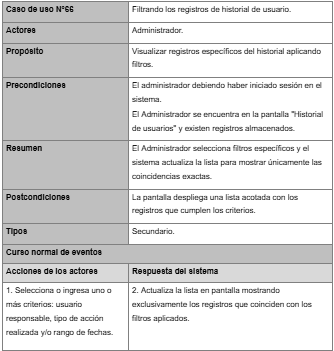 Caso de uso N°66
Filtrando los registros de historial de usuario.
Actores
Administrador.
Propósito
Visualizar registros específicos del historial aplicando
filtros.
Precondiciones
El administrador debiendo haber iniciado sesión en el
sistema.
El Administrador se encuentra en la pantalla "Historial
de usuarios" y existen registros almacenados.
Resumen
El Administrador selecciona filtros específicos y el
sistema actualiza la lista para mostrar únicamente las
coincidencias exactas.
Postcondiciones
La pantalla despliega una lista acotada con los
registros que cumplen los criterios.
Tipos
Secundario.
Curso normal de eventos
Acciones de los actores
Respuesta del sistema
1. Selecciona o ingresa uno o
más criterios: usuario
responsable, tipo de acción
realizada y/o rango de fechas.
2. Actualiza la lista en pantalla mostrando
exclusivamente los registros que coinciden con los
filtros aplicados.